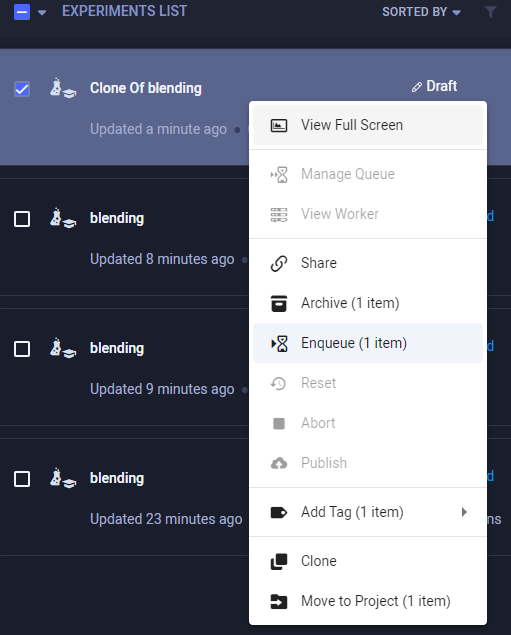 EXPERIMENTS LIST
SORTED BY
Clone Of blending
Draft
Updated a minute ago
View Full Screen
Manage Queue
View Worker
blending
d
Updated 8 minutes ago
Share
Archive (1 item)
Enqueue (1 item)
blending
d
Updated 9 minutes ago
Reset
Abort
Publish
blending
d
Updated 23 minutes ago
Add Tag (1 item)
ns
Clone
Move to Project (1 item)